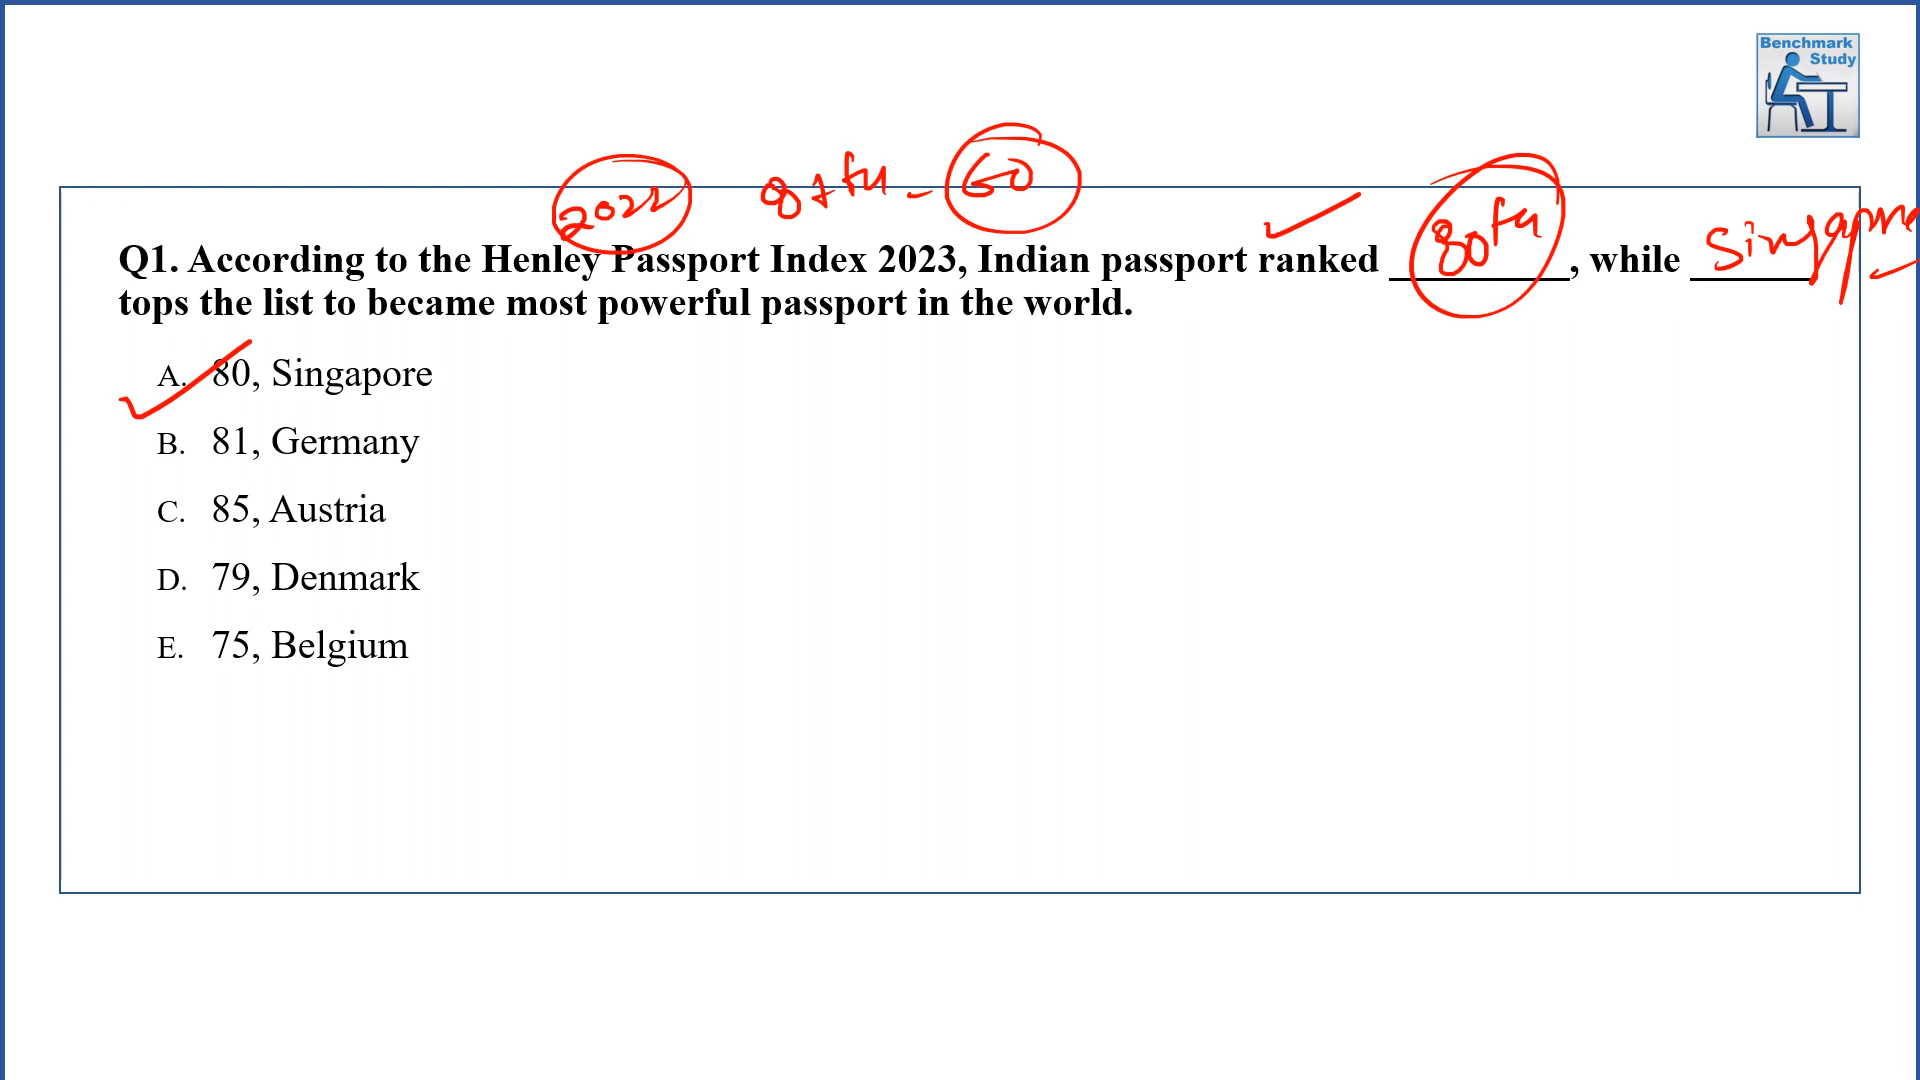 Benchmark
Study
2022 87th - 60
80th
Singapore
Q1. According to the Henley Passport Index 2023, Indian passport ranked _________, while ______
tops the list to became most powerful passport in the world.
A. 80, Singapore
B. 81, Germany
C. 85, Austria
D. 79, Denmark
E. 75, Belgium